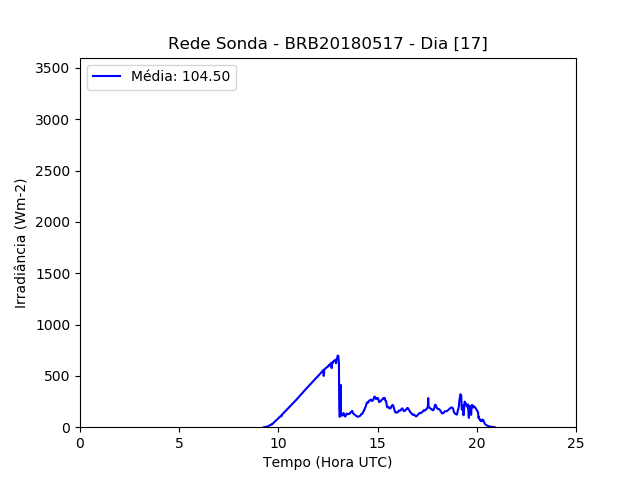 Rede Sonda - BRB20180517 - Dia [17]
Média: 104.50
3500
3000
2500
2000
1500
1000
500
0
Irradiância (Wm-2)
0 5 10 15 20 25
Tempo (Hora UTC)